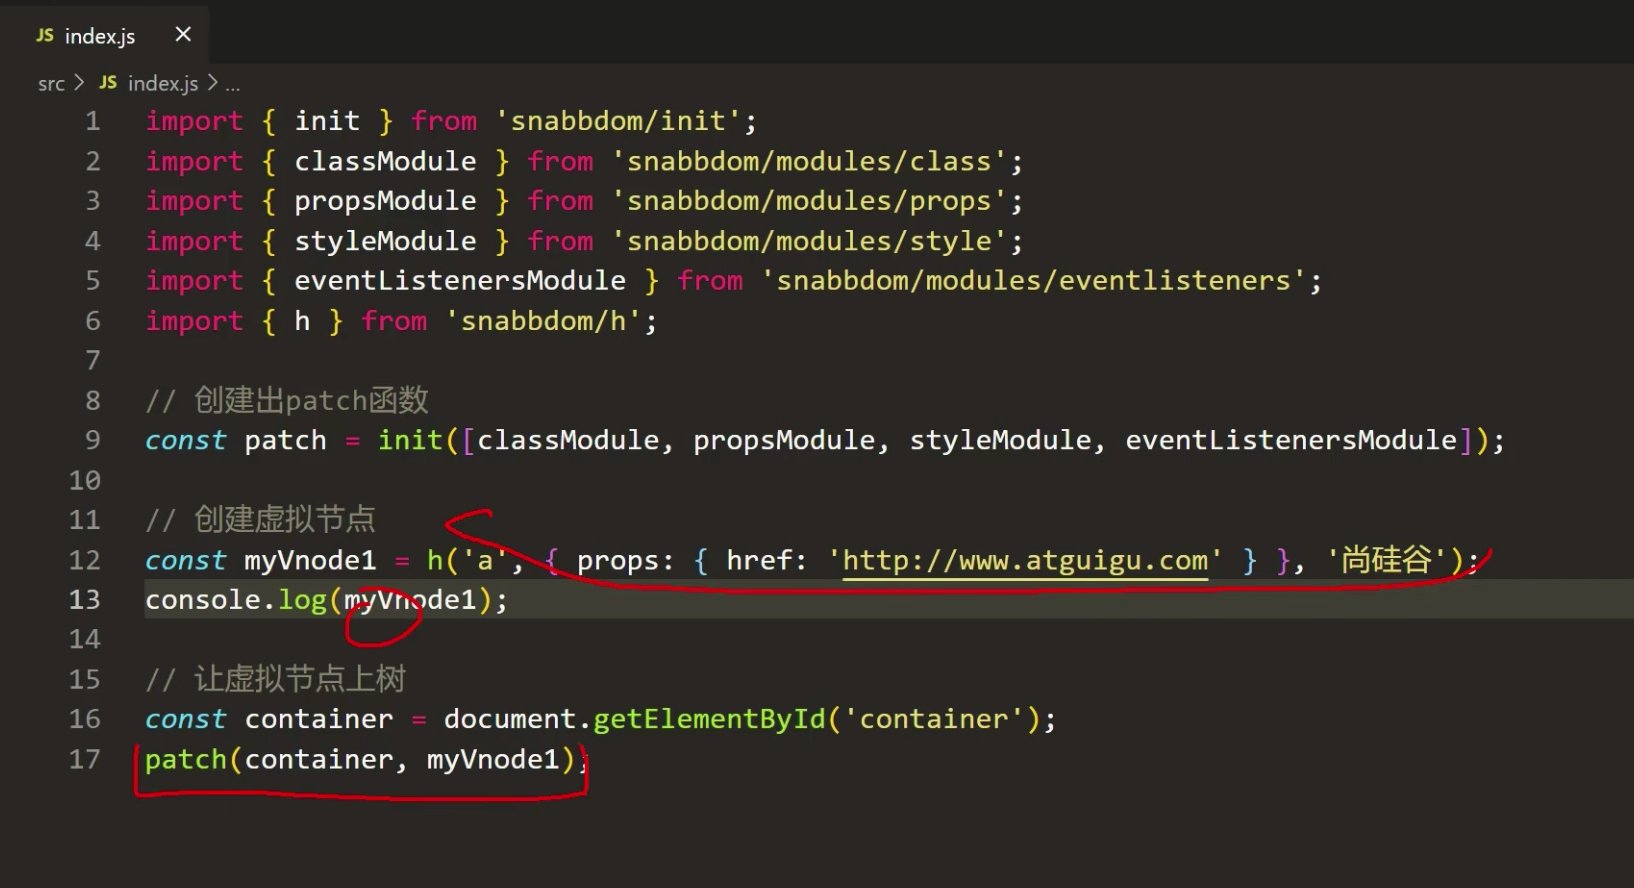 JS index.js ×
src > JS index.js > ...
1 import { init } from 'snabbdom/init';
2 import { classModule } from 'snabbdom/modules/class';
3 import { propsModule } from 'snabbdom/modules/props';
4 import { styleModule } from 'snabbdom/modules/style';
5 import { eventListenersModule } from 'snabbdom/modules/eventlisteners';
6 import { h } from 'snabbdom/h';
7
8 // 创建出patch函数
9 const patch = init([classModule, propsModule, styleModule, eventListenersModule]);
10
11 // 创建虚拟节点
12 const myVnode1 = h('a', { props: { href: 'http://www.atguigu.com' } }, '尚硅谷');
13 console.log(myVnode1);
14
15 // 让虚拟节点上树
16 const container = document.getElementById('container');
17 patch(container, myVnode1);